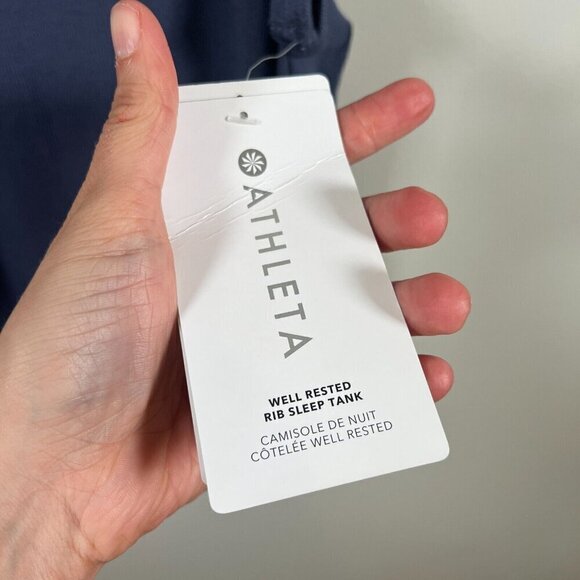 ATHLETA
WELL RESTED
RIB SLEEP TANK
CAMISOLE DE NUIT
CÔTELÉE WELL RESTED